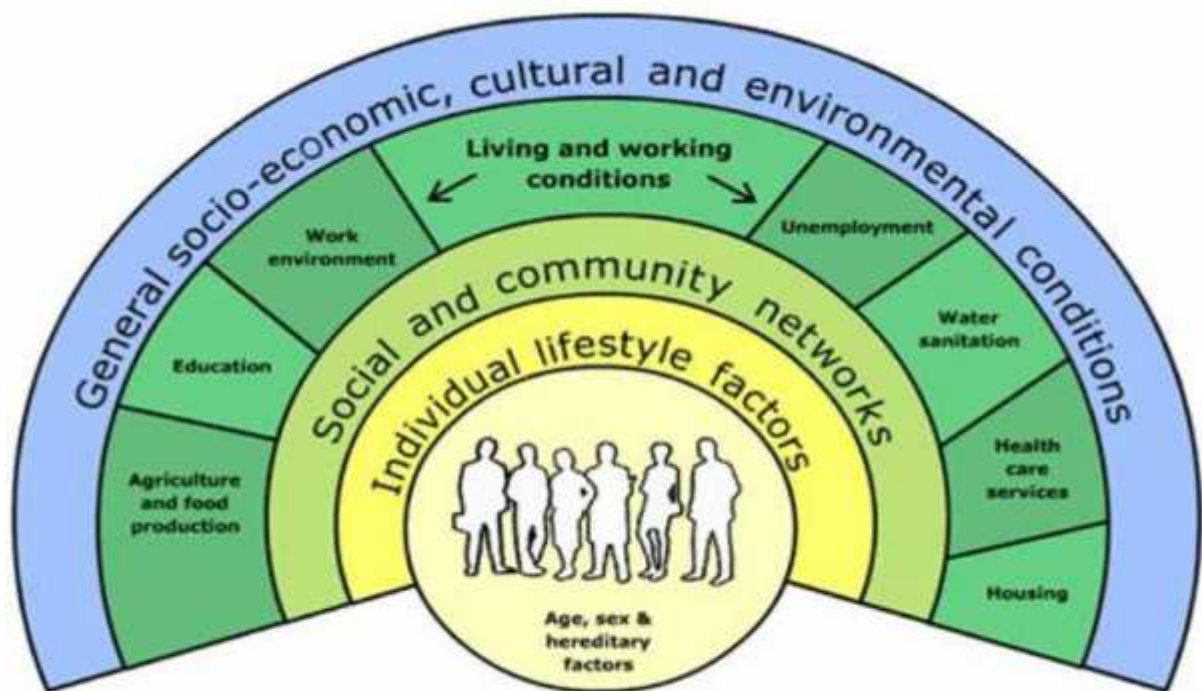 General socio-economic, cultural and environmental conditions
Living and working
conditions
Work
environment
Unemployment
Education
Water
sanitation
Agriculture
and food
production
Health
care
services
Housing
Social and community networks
Individual lifestyle factors
Age, sex &
hereditary
factors